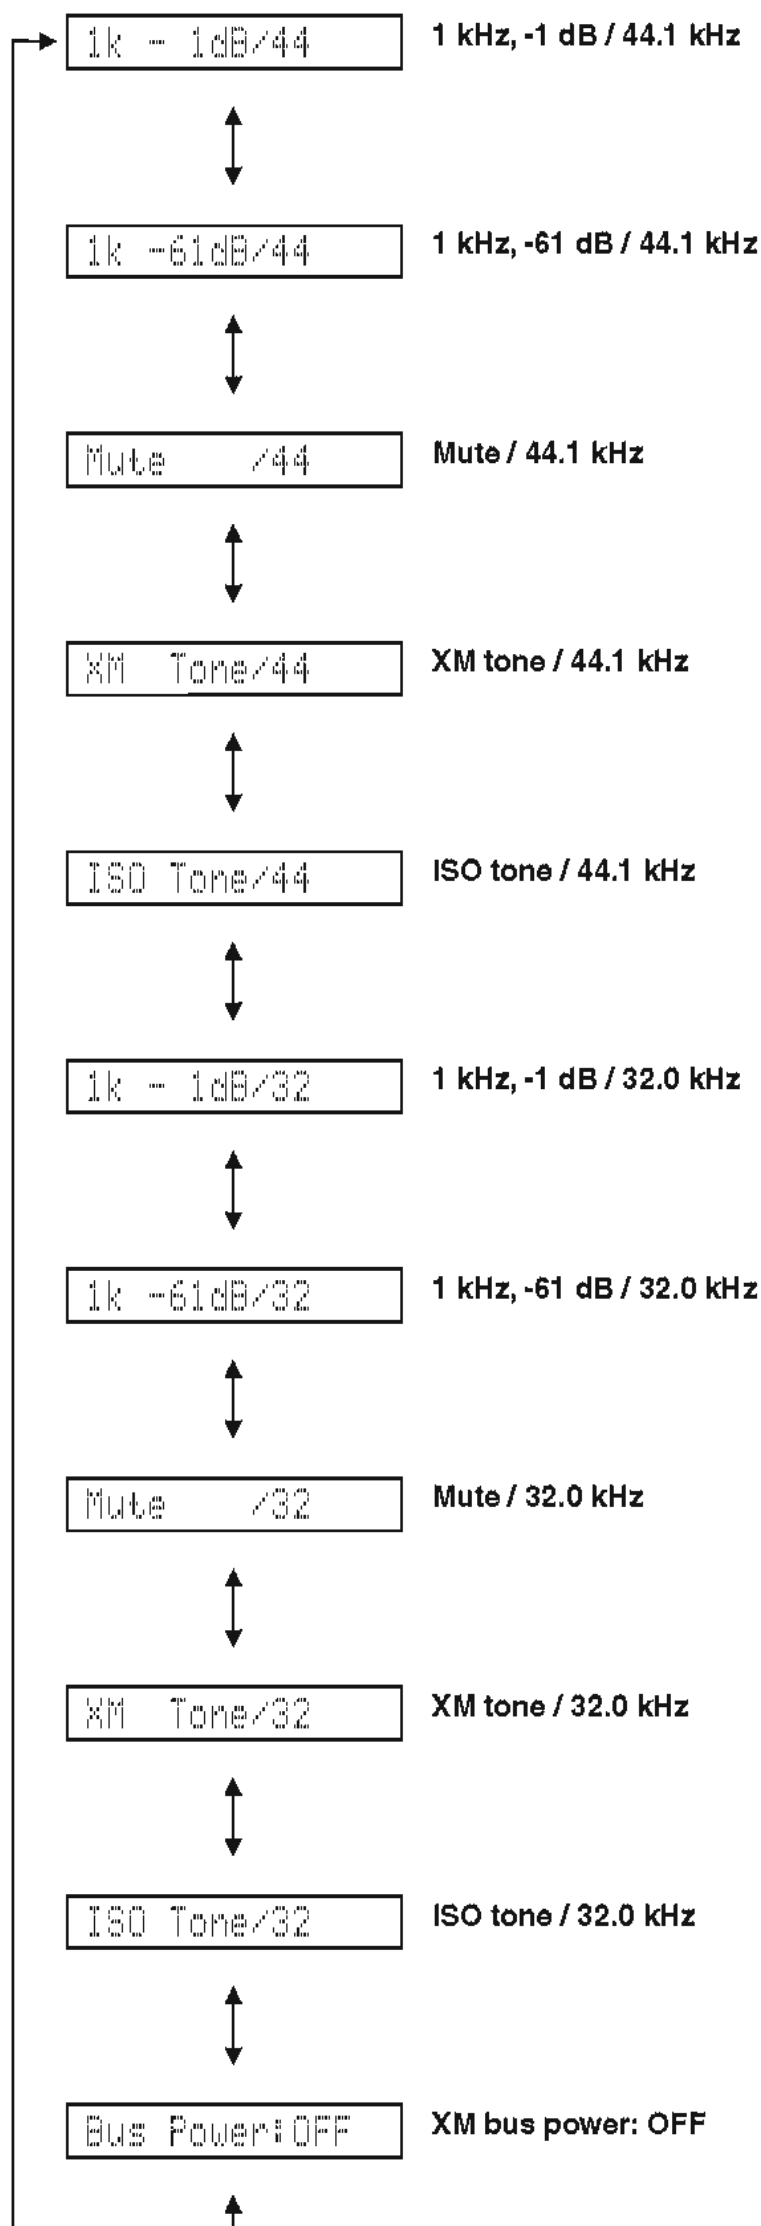 1k - 1dB/44 1 kHz, -1 dB / 44.1 kHz
1k -61dB/44 1 kHz, -61 dB / 44.1 kHz
Mute /44 Mute / 44.1 kHz
XM Tone/44 XM tone / 44.1 kHz
ISO Tone/44 ISO tone / 44.1 kHz
1k - 1dB/32 1 kHz, -1 dB / 32.0 kHz
1k -61dB/32 1 kHz, -61 dB / 32.0 kHz
Mute /32 Mute / 32.0 kHz
XM Tone/32 XM tone / 32.0 kHz
ISO Tone/32 ISO tone / 32.0 kHz
Bus Power:OFF XM bus power: OFF